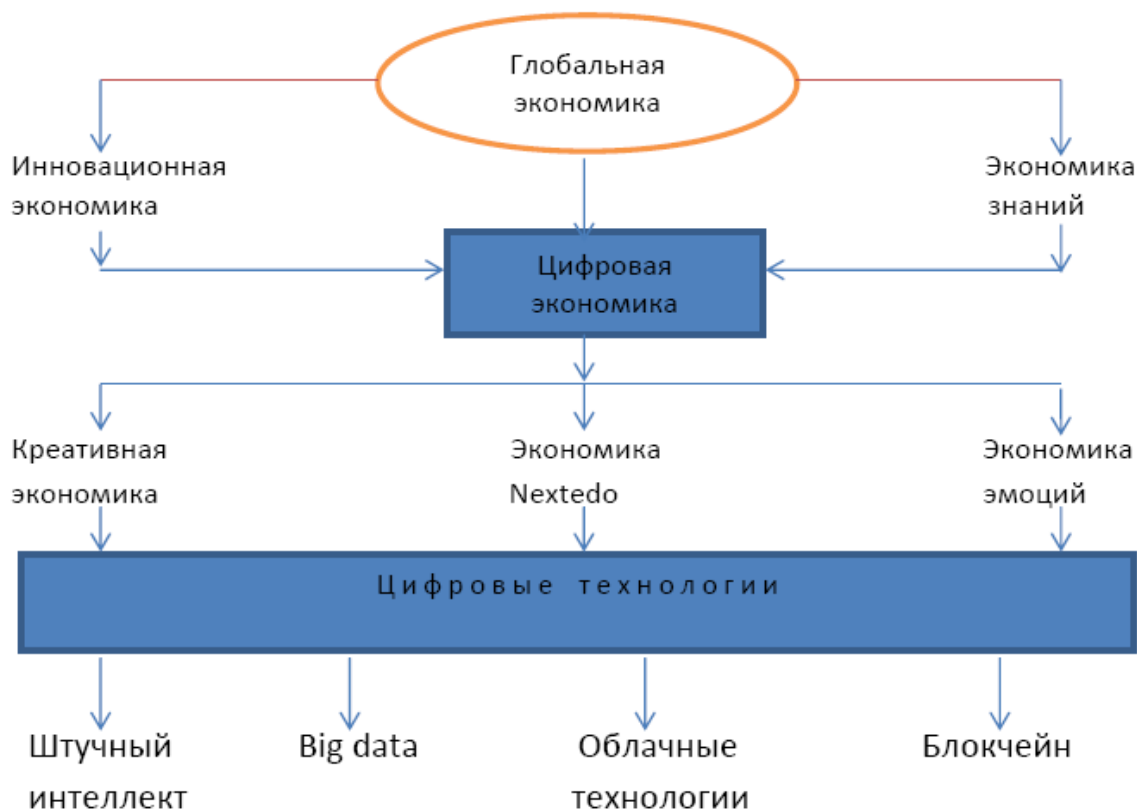 Глобальная
экономика
Инновационная
экономика
Экономика
знаний
Цифровая
экономика
Креативная
экономика
Экономика
Nextedo
Экономика
эмоций
Цифровые технологии
Штучный
интеллект
Big data
Облачные
технологии
Блокчейн